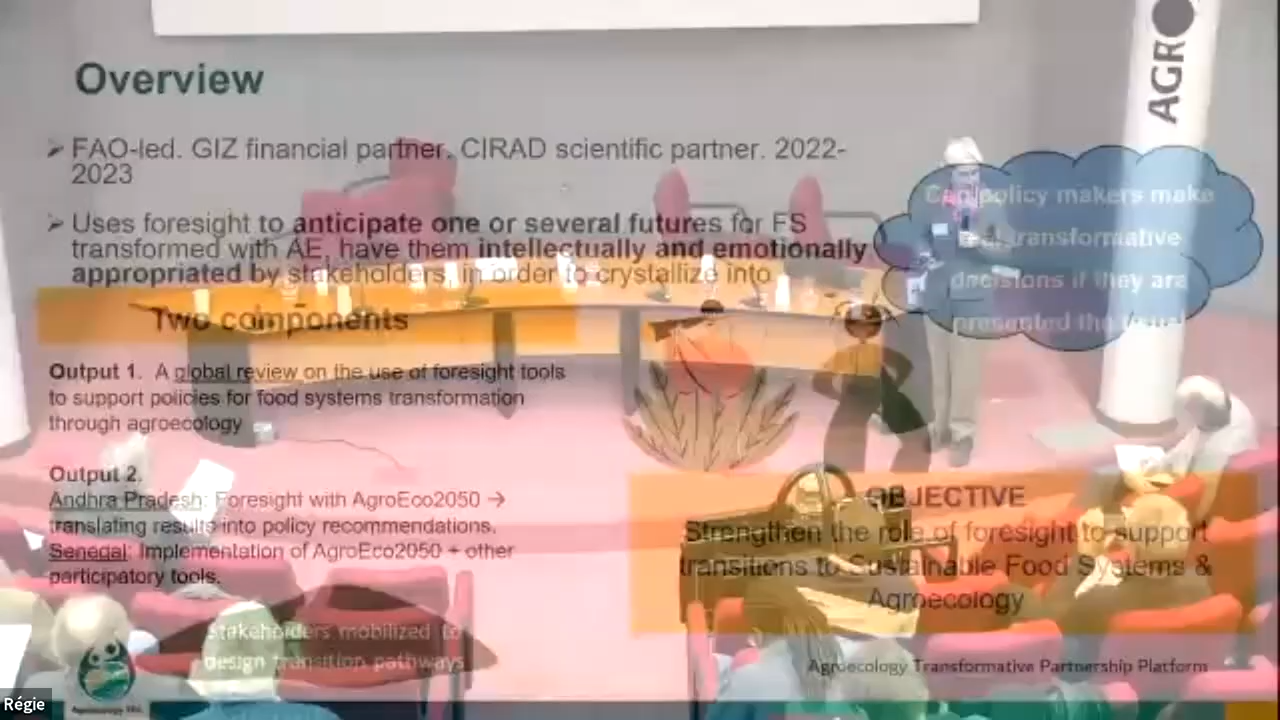 Overview
➢ FAO-led. GIZ financial partner. CIRAD scientific partner. 2022-
2023
➢ Uses foresight to anticipate one or several futures for FS
transformed with AE, have them intellectually and emotionally
appropriated by stakeholders, in order to crystallize into
Two components
Output 1. A global review on the use of foresight tools
to support policies for food systems transformation
through agroecology
Output 2.
Andhra Pradesh: Foresight with AgroEco2050 →
translating results into policy recommendations.
Senegal: Implementation of AgroEco2050 + other
participatory tools.
Stakeholders mobilized to
design transition pathways
Can policy makers make
real transformative
decisions if they are
presented the usual
OBJECTIVE
Strengthen the role of foresight to support
transitions to Sustainable Food Systems &
Agroecology
Agroecology Transformative Partnership Platform
AGRO
Régie